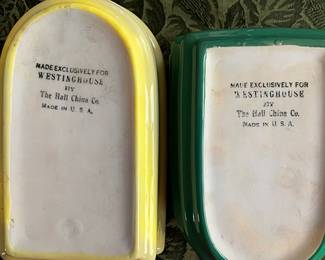 MADE EXCLUSIVELY FOR
WESTINGHOUSE
BY
The Hall China Co.
MADE IN U.S.A.
MADE EXCLUSIVELY FOR
WESTINGHOUSE
BY
The Hall China Co.
MADE IN U.S.A.